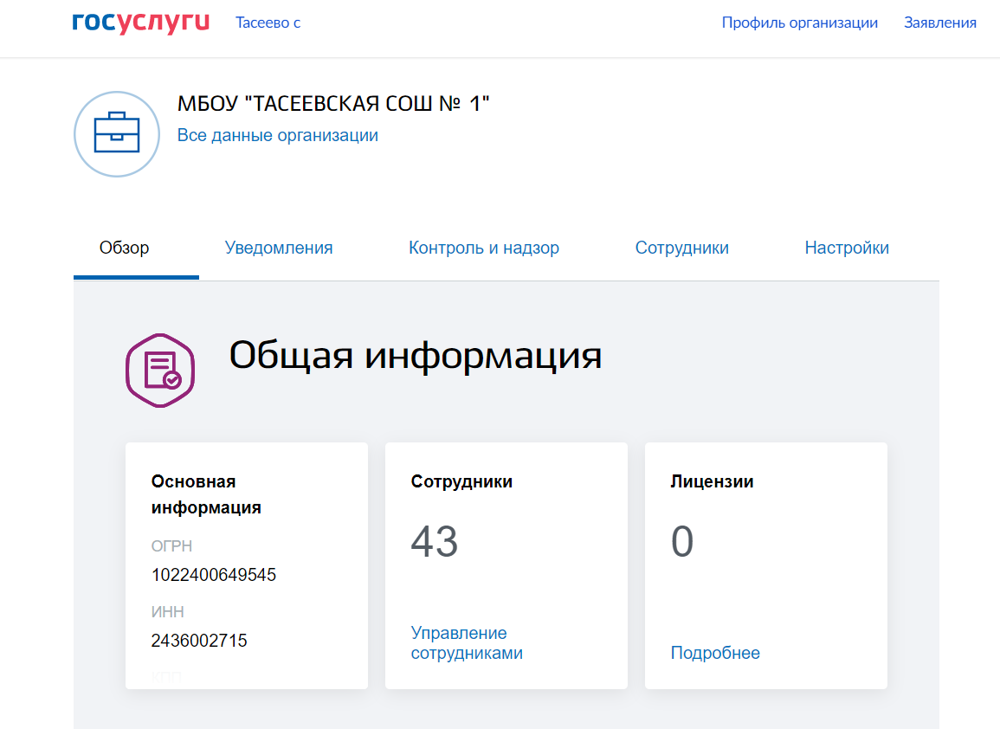 госуслуги Тасеево с Профиль организации Заявления
МБОУ "ТАСЕЕВСКАЯ СОШ № 1"
Все данные организации
Обзор Уведомления Контроль и надзор Сотрудники Настройки
Общая информация
Основная
информация
ОГРН
1022400649545
ИНН
2436002715
КПП
Сотрудники
43
Управление
сотрудниками
Лицензии
0
Подробнее